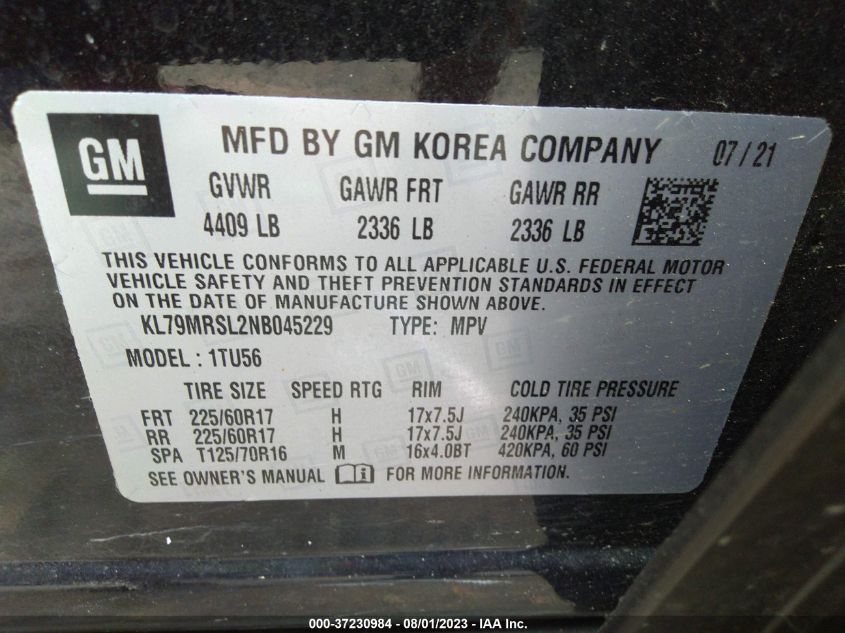 GM
MFD BY GM KOREA COMPANY 07/21
GVWR GAWR FRT GAWR RR
4409 LB 2336 LB 2336 LB
THIS VEHICLE CONFORMS TO ALL APPLICABLE U.S. FEDERAL MOTOR
VEHICLE SAFETY AND THEFT PREVENTION STANDARDS IN EFFECT
ON THE DATE OF MANUFACTURE SHOWN ABOVE.
KL79MRSL2NB045229 TYPE: MPV
MODEL : 1TU56
TIRE SIZE SPEED RTG RIM COLD TIRE PRESSURE
FRT 225/60R17 H 17x7.5J 240KPA, 35 PSI
RR 225/60R17 H 17x7.5J 240KPA, 35 PSI
SPA T125/70R16 M 16x4.0BT 420KPA, 60 PSI
SEE OWNER'S MANUAL FOR MORE INFORMATION.
000-37230984 - 08/01/2023 - IAA Inc.